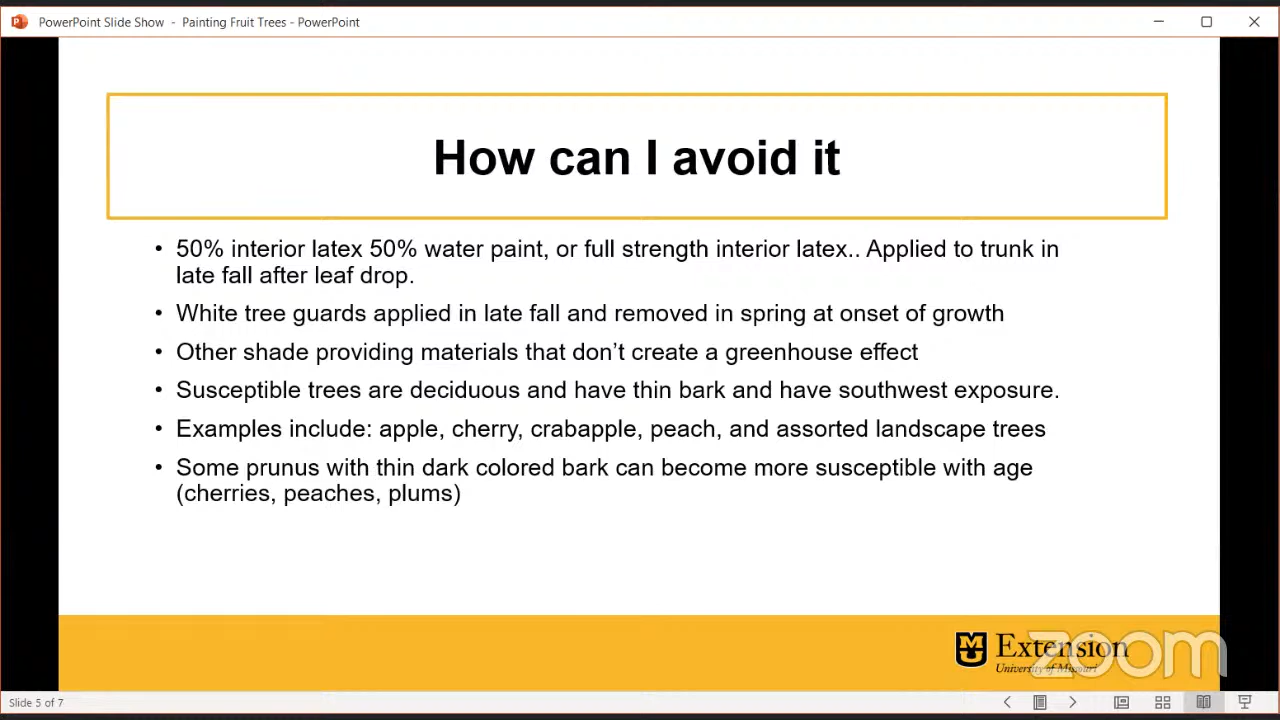 PowerPoint Slide Show - Painting Fruit Trees - PowerPoint
How can I avoid it
• 50% interior latex 50% water paint, or full strength interior latex.. Applied to trunk in
late fall after leaf drop.
• White tree guards applied in late fall and removed in spring at onset of growth
• Other shade providing materials that don’t create a greenhouse effect
• Susceptible trees are deciduous and have thin bark and have southwest exposure.
• Examples include: apple, cherry, crabapple, peach, and assorted landscape trees
• Some prunus with thin dark colored bark can become more susceptible with age
(cherries, peaches, plums)
Extension
University of Missouri
zoom
Slide 5 of 7